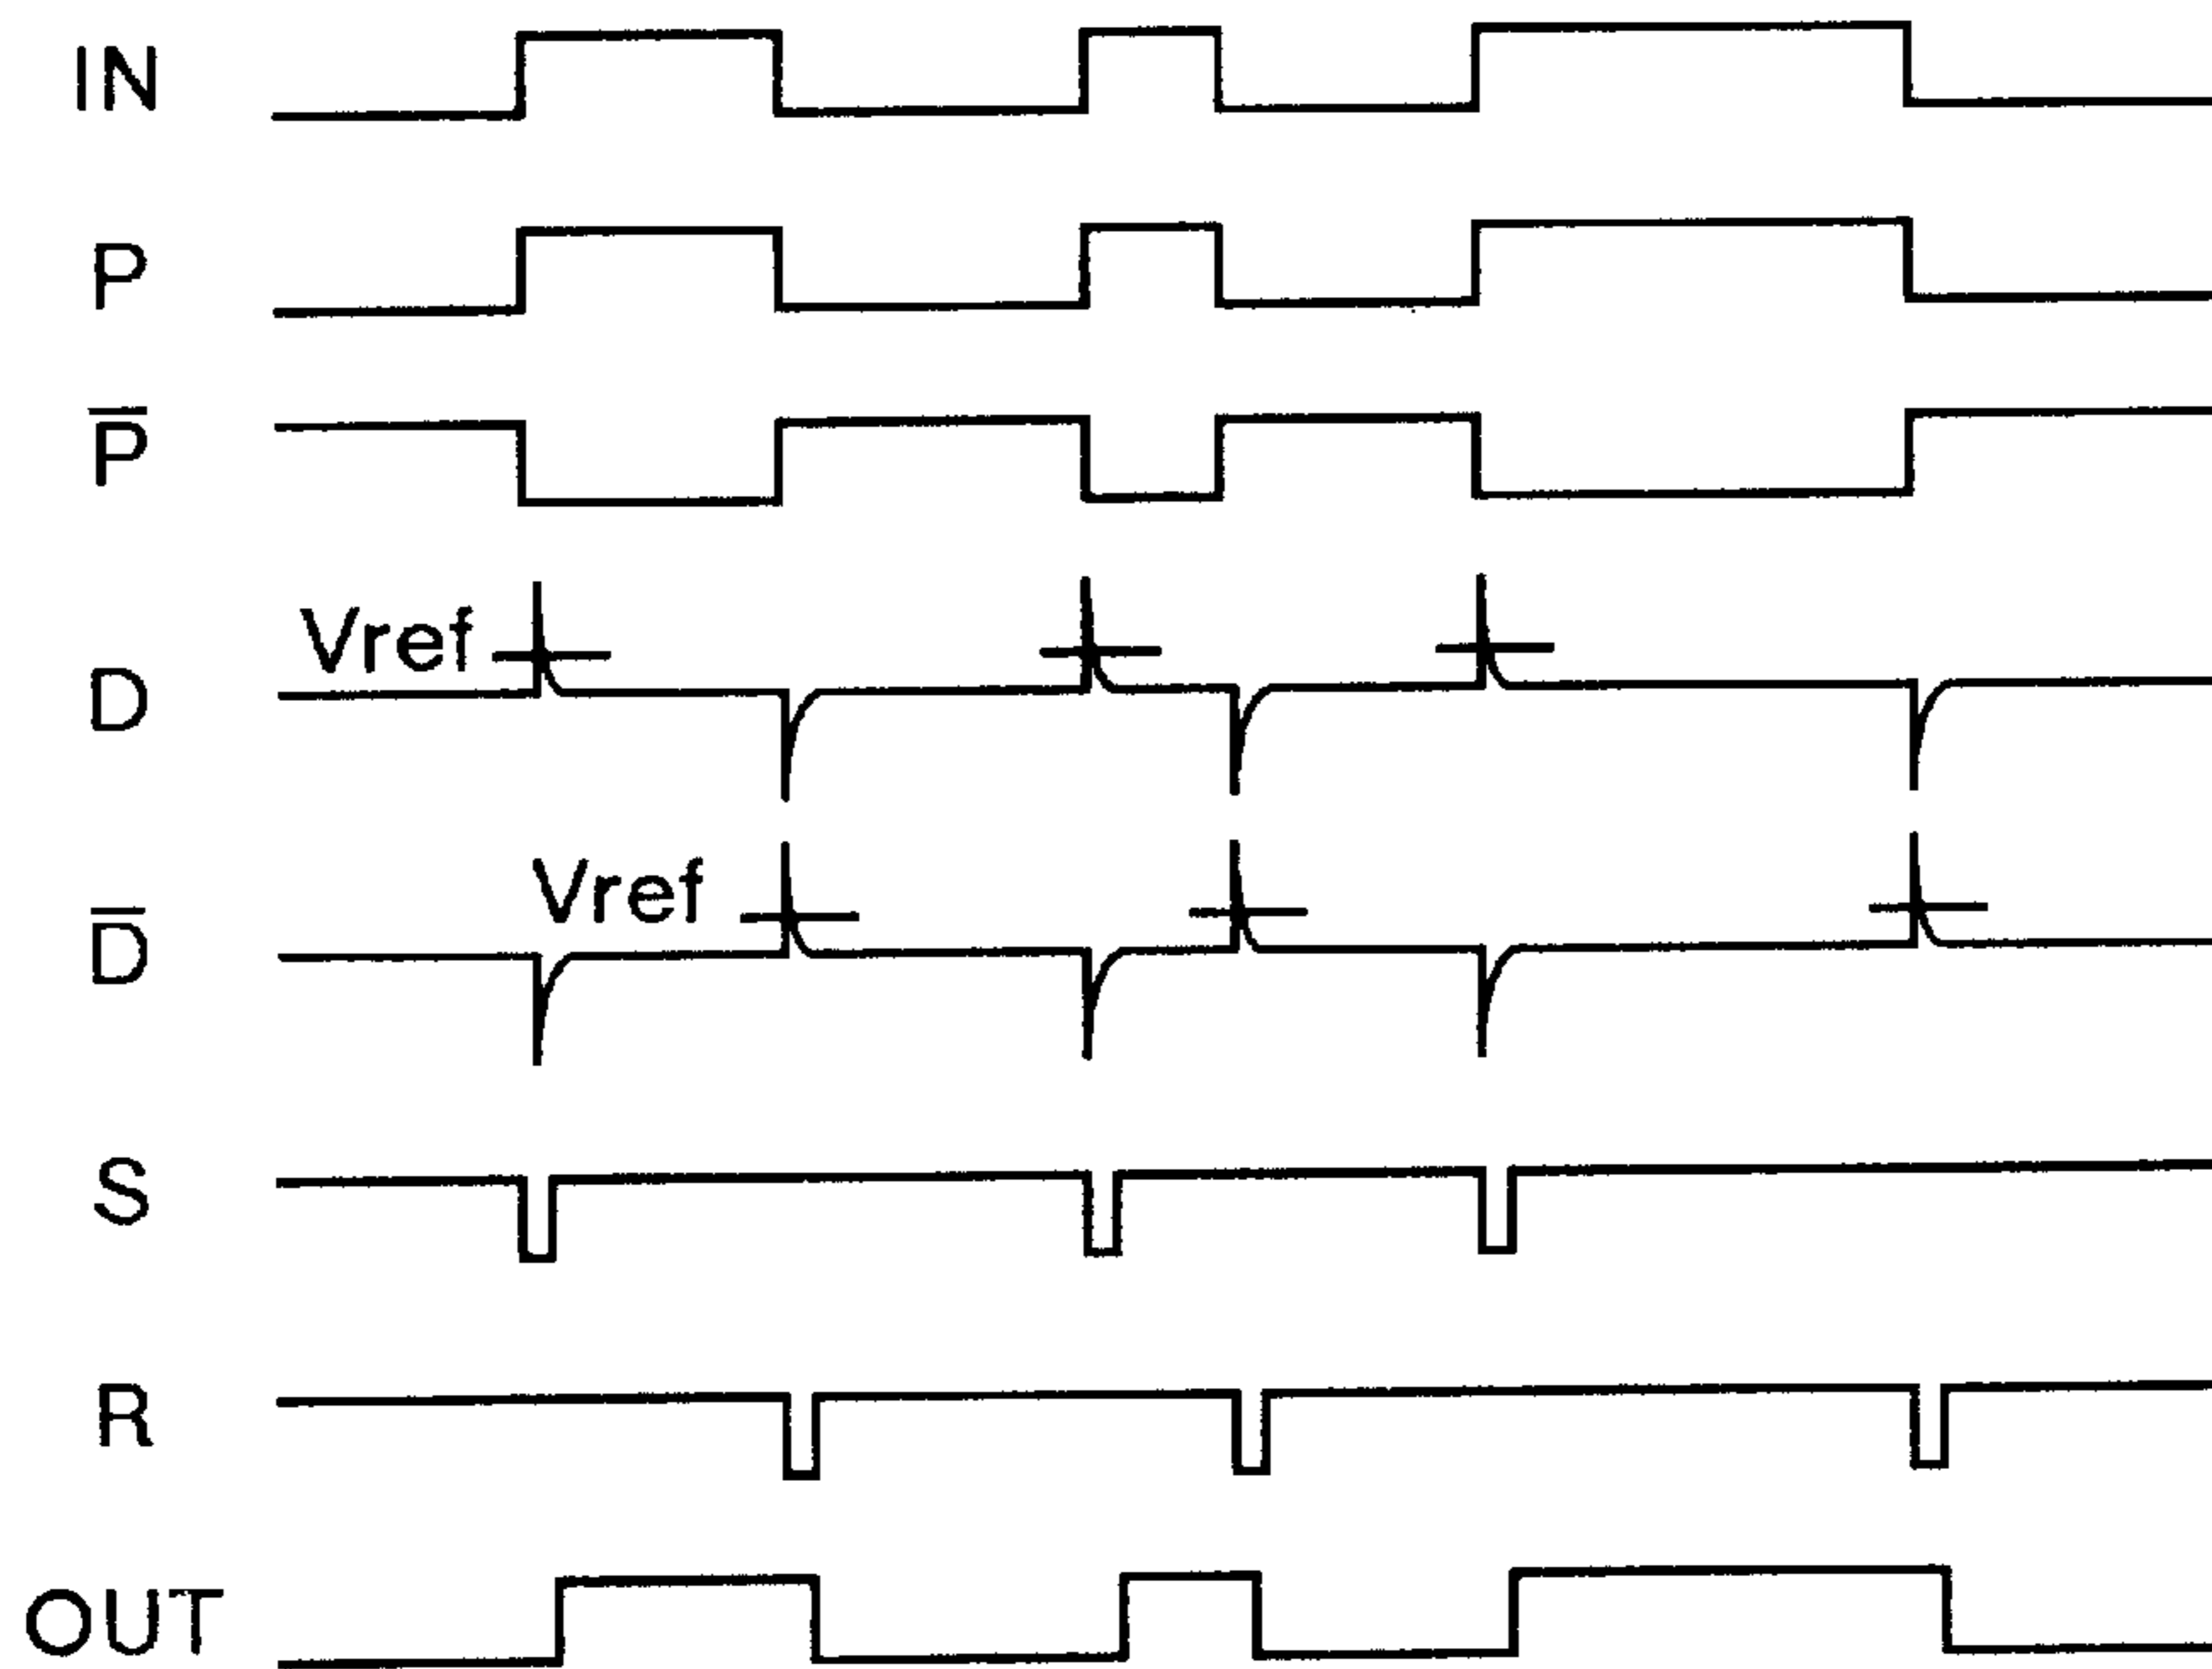 IN
P
P̅
Vref
D
Vref
D̅
S
R
OUT